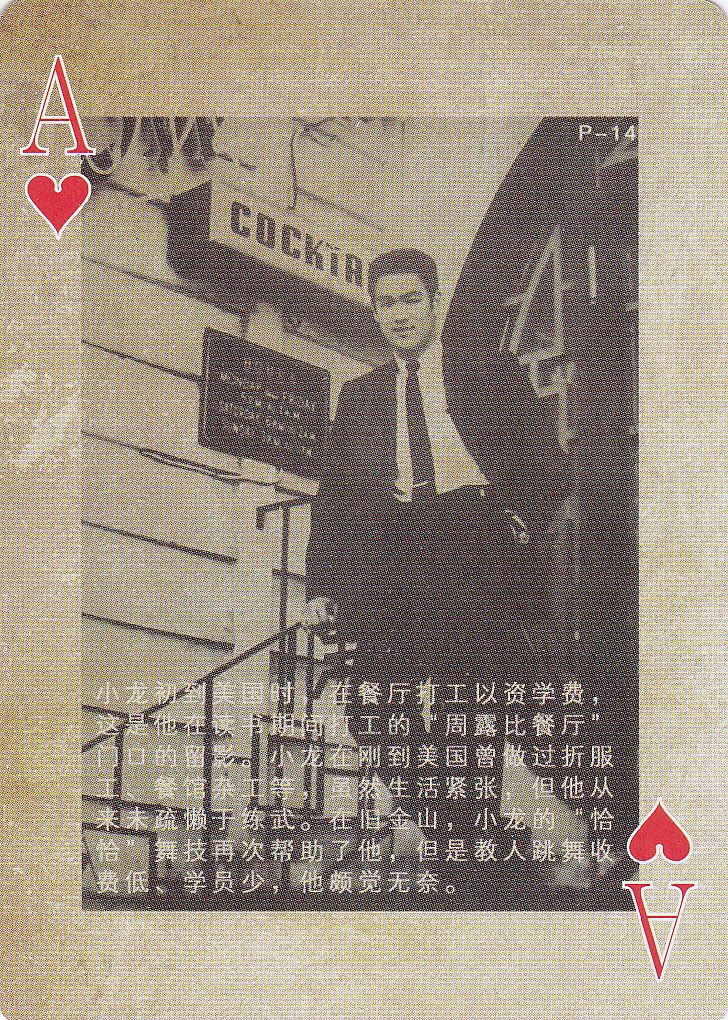 A
P-14
COCKTA
小龙初到美国时，在餐厅打工以资学费，
这是他在读书期间打工的“周露比餐厅”
门口的留影。小龙在刚到美国曾做过折服
工、餐馆杂工等，虽然生活紧张，但他从
来未疏懒于练武。在旧金山，小龙的“恰
恰”舞技再次帮助了他，但是教人跳舞收
费低、学员少，他颇觉无奈。
A